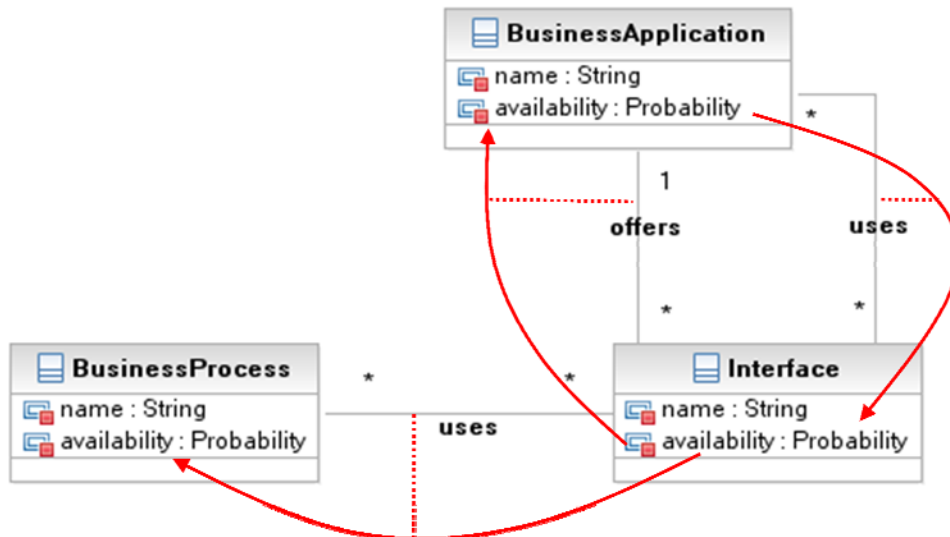 BusinessApplication
name : String
availability : Probability
*
1
offers
uses
*
*
BusinessProcess
name : String
availability : Probability
*
*
uses
Interface
name : String
availability : Probability